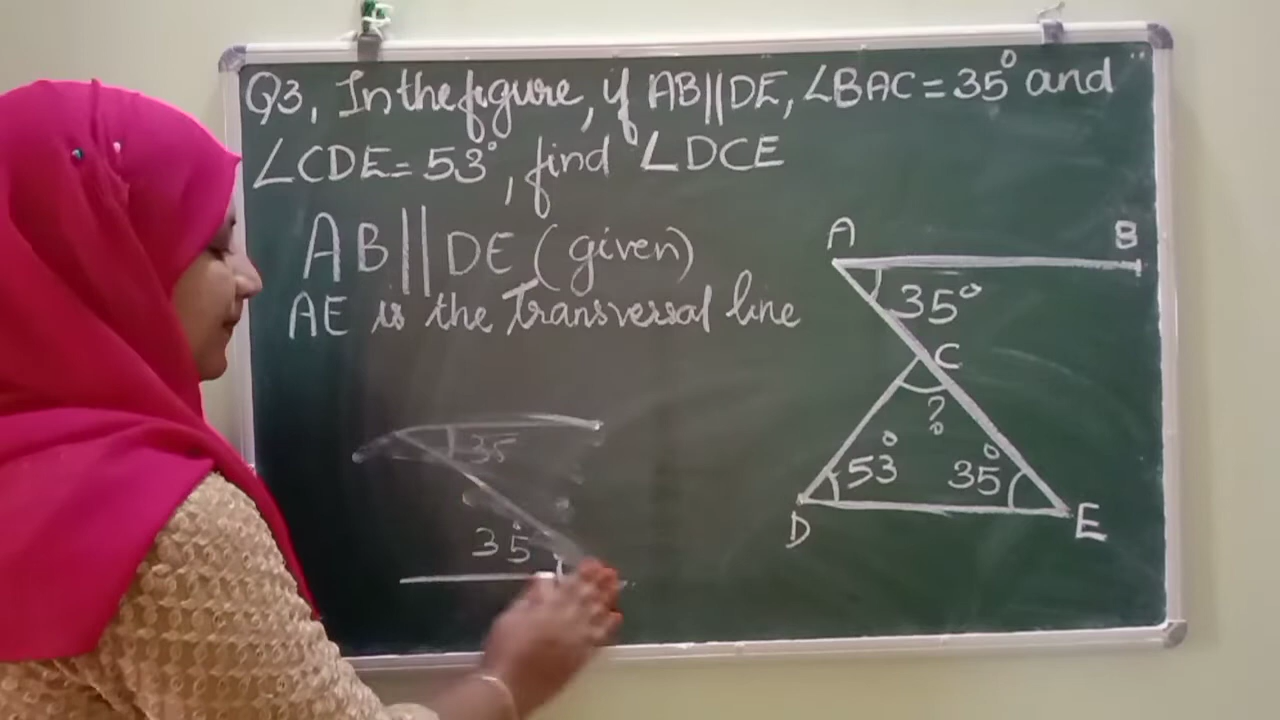 Q3, In the figure, if AB||DE, ∠BAC = 35° and
∠CDE = 53°, find ∠DCE
AB||DE (given)
AE is the Transversal line
A B
35°
C
?
53° 35°
D E
35
35°